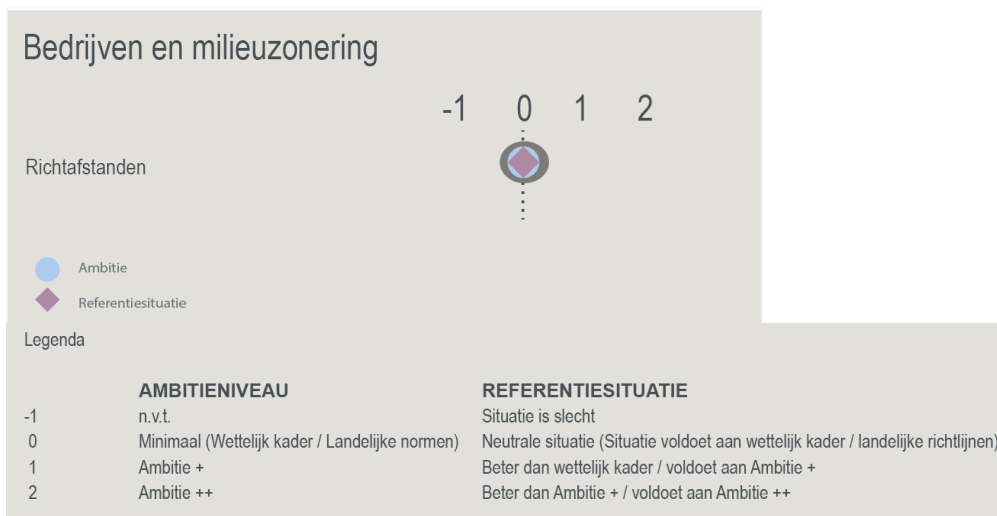 Bedrijven en milieuzonering
-1 0 1 2
Richtafstanden
Ambitie
Referentiesituatie
Legenda
AMBITIENIVEAU REFERENTIESITUATIE
-1 n.v.t. Situatie is slecht
0 Minimaal (Wettelijk kader / Landelijke normen) Neutrale situatie (Situatie voldoet aan wettelijk kader / landelijke richtlijnen)
1 Ambitie + Beter dan wettelijk kader / voldoet aan Ambitie +
2 Ambitie ++ Beter dan Ambitie + / voldoet aan Ambitie ++